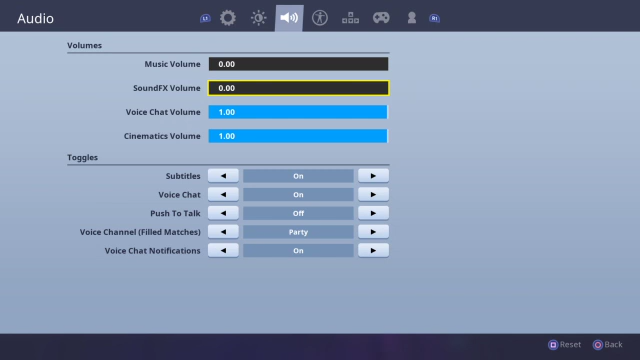 Audio
L1
R1
Volumes
Music Volume 0.00
SoundFX Volume 0.00
Voice Chat Volume 1.00
Cinematics Volume 1.00
Toggles
Subtitles On
Voice Chat On
Push To Talk Off
Voice Channel (Filled Matches) Party
Voice Chat Notifications On
Reset Back